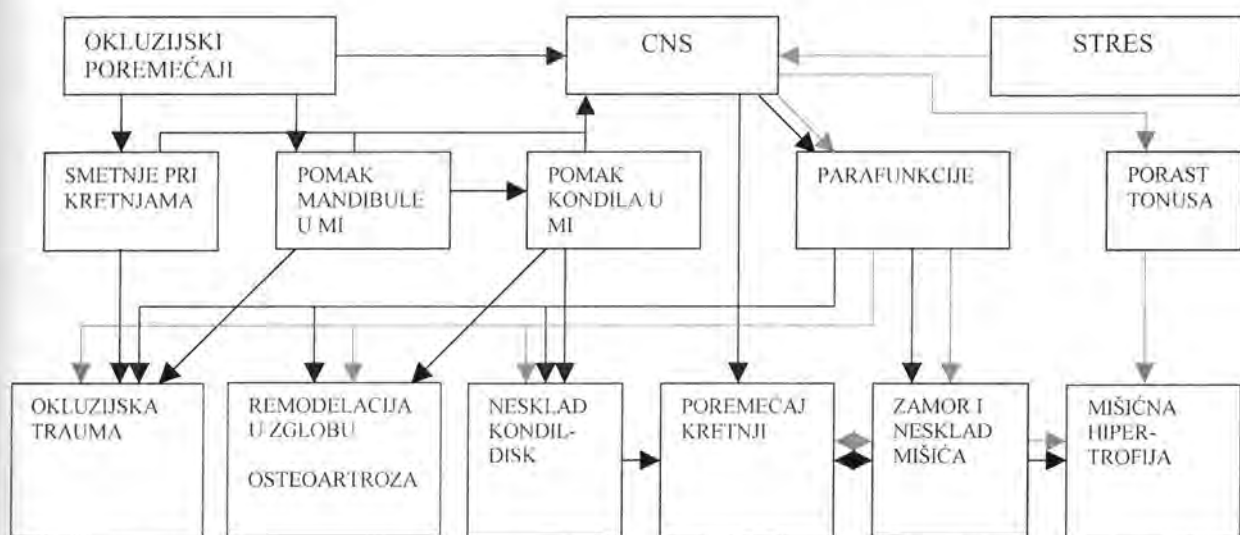 OKLUZIJSKI
POREMEĆAJI
CNS
STRES
SMETNJE PRI
KRETNJAMA
POMAK
MANDIBULE
U MI
POMAK
KONDILA U
MI
PARAFUNKCIJE
PORAST
TONUSA
OKLUZIJSKA
TRAUMA
REMODELACIJA
U ZGLOBU
OSTEOARTROZA
NESKLAD
KONDIL-
DISK
POREMEĆAJ
KRETNJI
ZAMOR I
NESKLAD
MIŠIĆA
MIŠIĆNA
HIPER-
TROFIJA